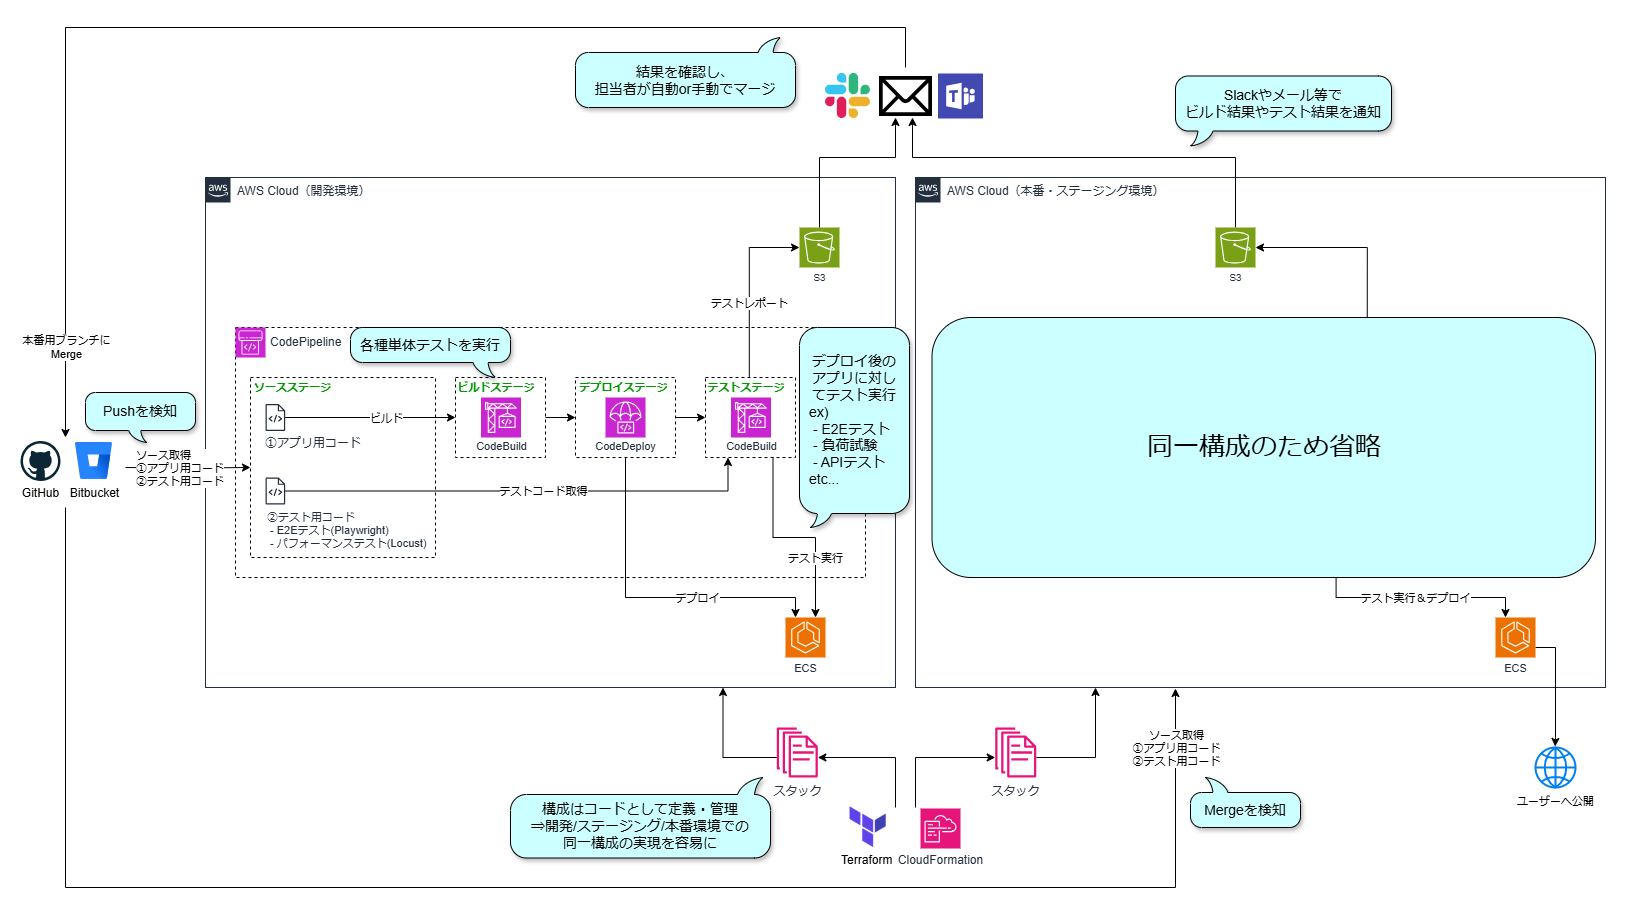 結果を確認し、
担当者が自動or手動でマージ
Slackやメール等で
ビルド結果やテスト結果を通知
aws
AWS Cloud（開発環境）
aws
AWS Cloud（本番・ステージング環境）
S3
S3
テストレポート
本番用ブランチに
Merge
CodePipeline
各種単体テストを実行
デプロイ後の
アプリに対し
てテスト実行
ex)
- E2Eテスト
- 負荷試験
- APIテスト
etc...
ソースステージ
ビルドステージ
デプロイステージ
テストステージ
Pushを検知
①アプリ用コード
ビルド
CodeBuild
CodeDeploy
CodeBuild
同一構成のため省略
ソース取得
①アプリ用コード
②テスト用コード
GitHub
Bitbucket
テストコード取得
②テスト用コード
- E2Eテスト(Playwright)
- パフォーマンステスト(Locust)
テスト実行
デプロイ
テスト実行＆デプロイ
ECS
ECS
ソース取得
①アプリ用コード
②テスト用コード
スタック
スタック
構成はコードとして定義・管理
⇒開発/ステージング/本番環境での
同一構成の実現を容易に
Mergeを検知
ユーザーへ公開
Terraform
CloudFormation